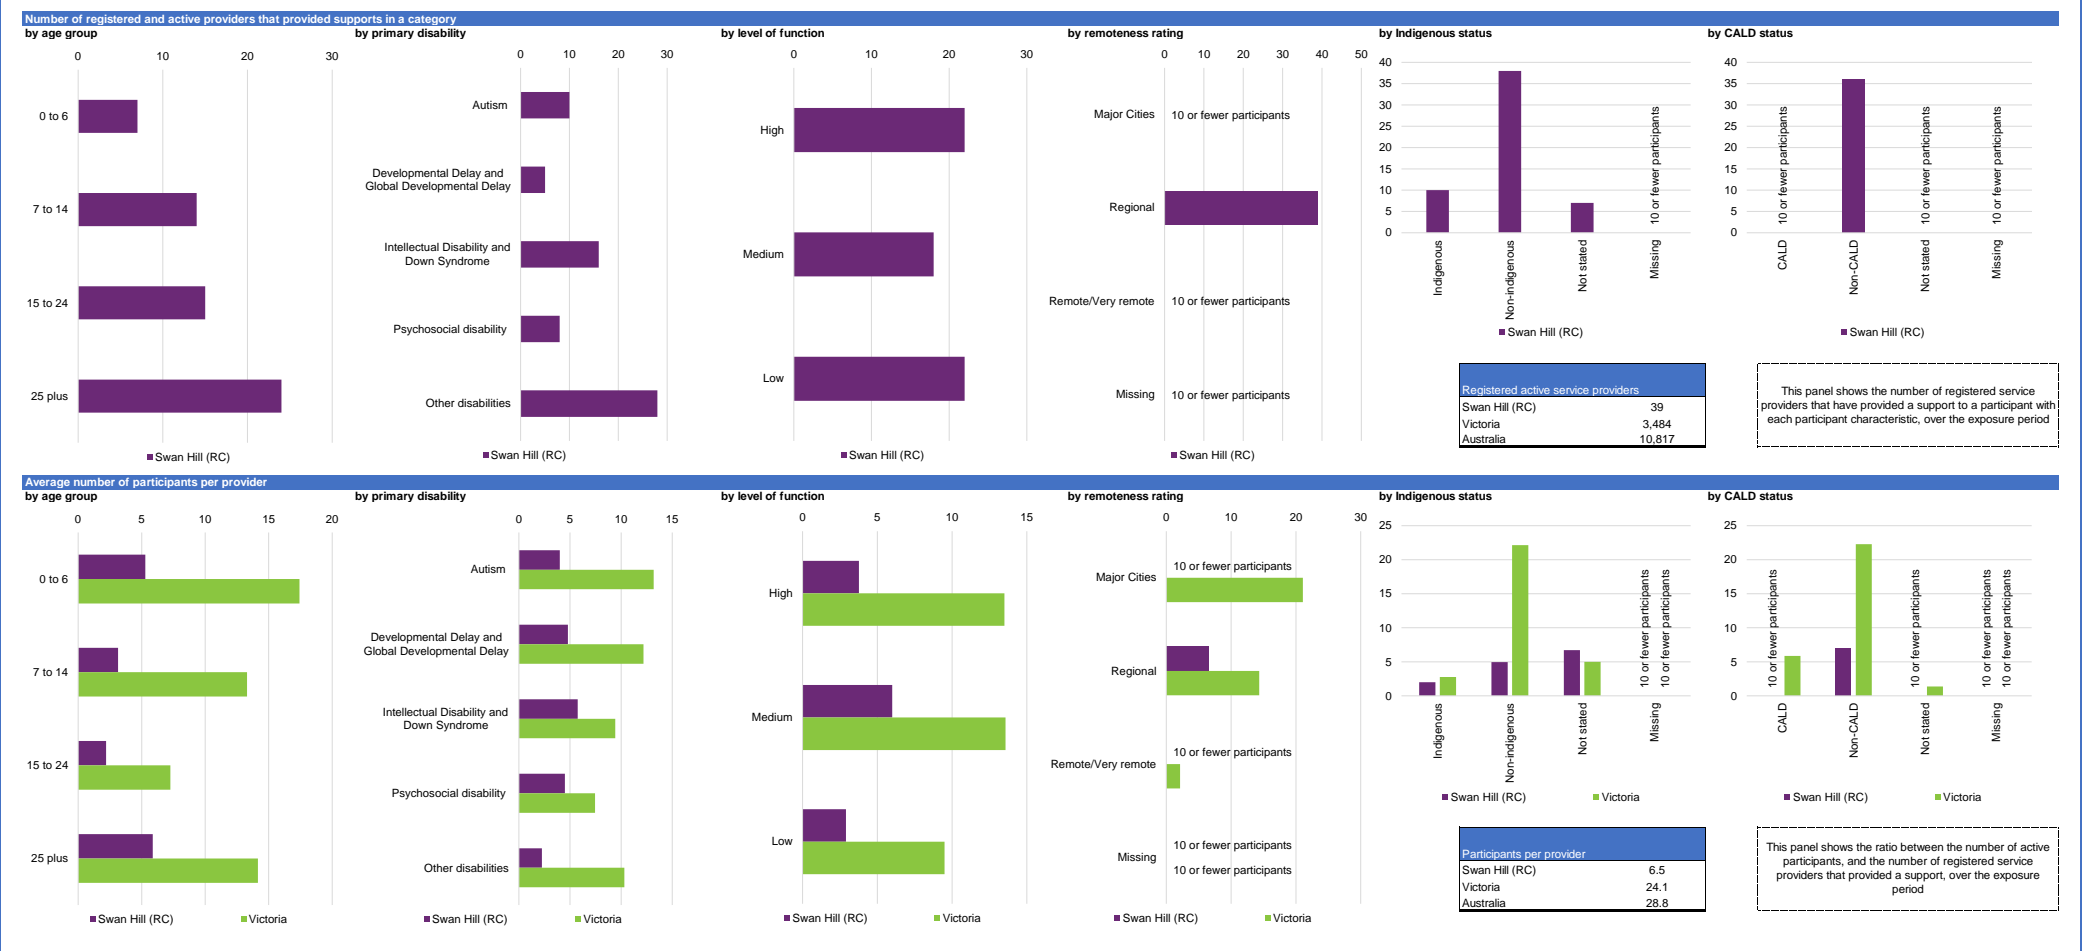 Number of registered and active providers that provided supports in a category
by age group
0 10 20 30
0 to 6
7 to 14
15 to 24
25 plus
Swan Hill (RC)
by primary disability
0 10 20 30
Autism
Developmental Delay and
Global Developmental Delay
Intellectual Disability and
Down Syndrome
Psychosocial disability
Other disabilities
Swan Hill (RC)
by level of function
0 10 20 30
High
Medium
Low
Swan Hill (RC)
by remoteness rating
0 10 20 30 40 50
Major Cities 10 or fewer participants
Regional
Remote/Very remote 10 or fewer participants
Missing 10 or fewer participants
Swan Hill (RC)
by Indigenous status
40
35
30
25
20
15
10
5
0
10 or fewer participants
Indigenous
Non-indigenous
Not stated
Missing
Swan Hill (RC)
by CALD status
40
35
30
25
20
15
10
5
0
10 or fewer participants
10 or fewer participants
10 or fewer participants
CALD
Non-CALD
Not stated
Missing
Swan Hill (RC)
Registered active service providers
Swan Hill (RC) 39
Victoria 3,484
Australia 10,817
This panel shows the number of registered service
providers that have provided a support to a participant with
each participant characteristic, over the exposure period
Average number of participants per provider
by age group
0 5 10 15 20
0 to 6
7 to 14
15 to 24
25 plus
Swan Hill (RC) Victoria
by primary disability
0 5 10 15
Autism
Developmental Delay and
Global Developmental Delay
Intellectual Disability and
Down Syndrome
Psychosocial disability
Other disabilities
Swan Hill (RC) Victoria
by level of function
0 5 10 15
High
Medium
Low
Swan Hill (RC) Victoria
by remoteness rating
0 10 20 30
10 or fewer participants
Major Cities
Regional
10 or fewer participants
Remote/Very remote
10 or fewer participants
Missing
10 or fewer participants
Swan Hill (RC) Victoria
by Indigenous status
25
20
15
10
5
0
10 or fewer participants
10 or fewer participants
Indigenous
Non-indigenous
Not stated
Missing
Swan Hill (RC) Victoria
by CALD status
25
20
15
10
5
0
10 or fewer participants
10 or fewer participants
10 or fewer participants
10 or fewer participants
CALD
Non-CALD
Not stated
Missing
Swan Hill (RC) Victoria
Participants per provider
Swan Hill (RC) 6.5
Victoria 24.1
Australia 28.8
This panel shows the ratio between the number of active
participants, and the number of registered service
providers that provided a support, over the exposure
period